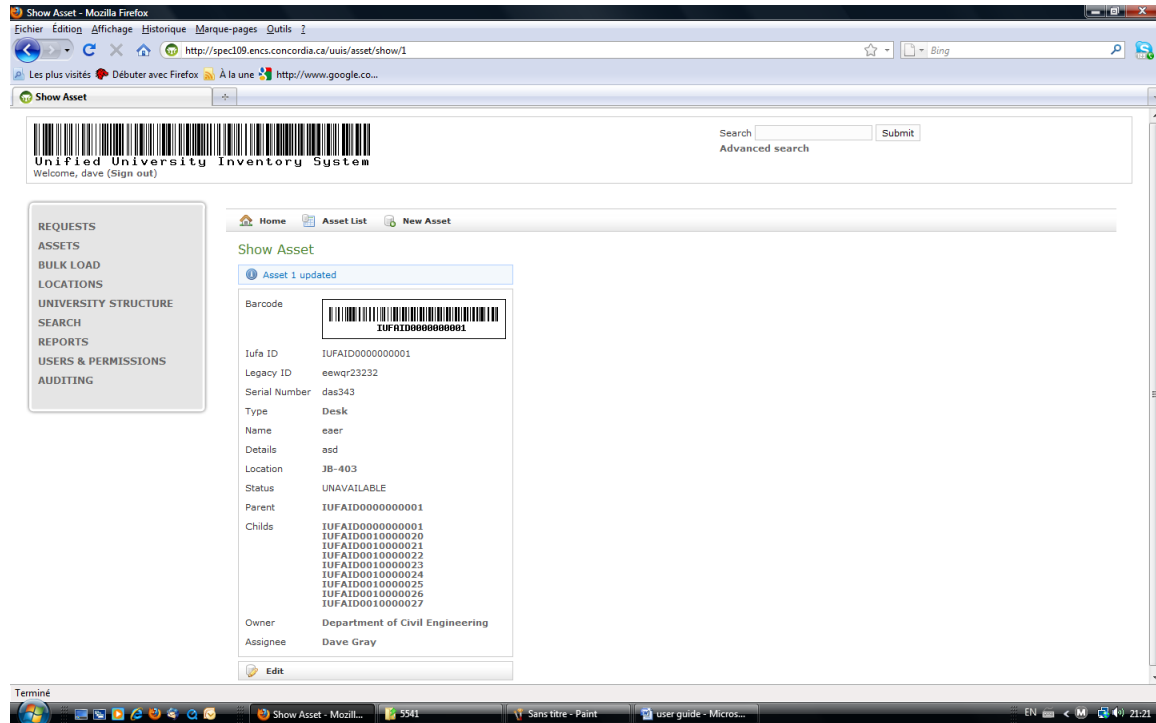 Show Asset - Mozilla Firefox
Fichier Édition Affichage Historique Marque-pages Outils ?
http://spec109.encs.concordia.ca/uuis/asset/show/1
Bing
Les plus visités Débuter avec Firefox À la une http://www.google.co...
Show Asset
Unified University Inventory System
Welcome, dave (Sign out)
Search Submit
Advanced search
REQUESTS
ASSETS
BULK LOAD
LOCATIONS
UNIVERSITY STRUCTURE
SEARCH
REPORTS
USERS & PERMISSIONS
AUDITING
Home Asset List New Asset
Show Asset
Asset 1 updated
Barcode
IUFAID0000000001
Iufa ID IUFAID0000000001
Legacy ID eewqr23232
Serial Number das343
Type Desk
Name eaer
Details asd
Location JB-403
Status UNAVAILABLE
Parent IUFAID0000000001
Childs IUFAID0000000001
IUFAID0010000020
IUFAID0010000021
IUFAID0010000022
IUFAID0010000023
IUFAID0010000024
IUFAID0010000025
IUFAID0010000026
IUFAID0010000027
Owner Department of Civil Engineering
Assignee Dave Gray
Edit
Terminé
Show Asset - Mozill... 5541 Sans titre - Paint user guide - Micros... EN 21:21